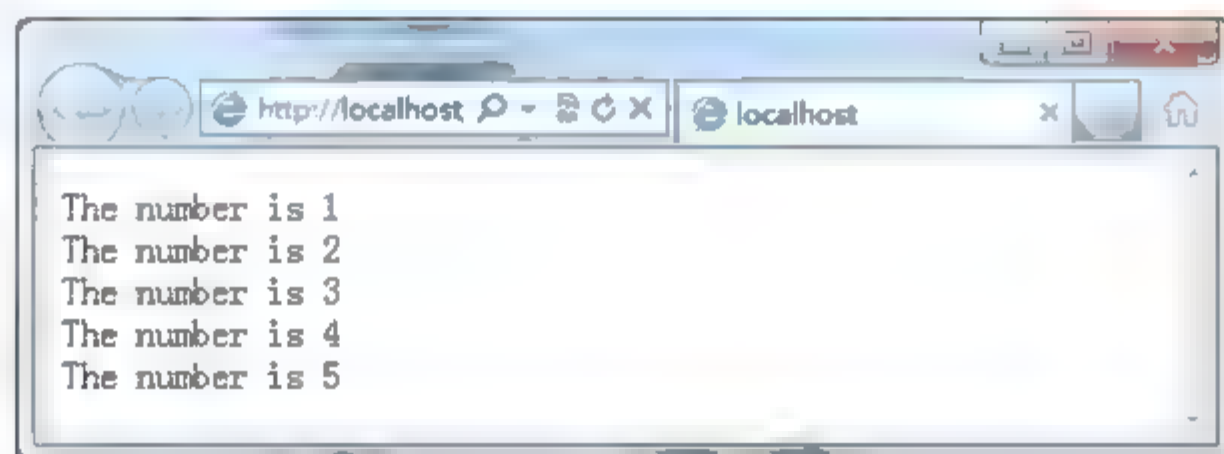 http://localhost
localhost
The number is 1
The number is 2
The number is 3
The number is 4
The number is 5